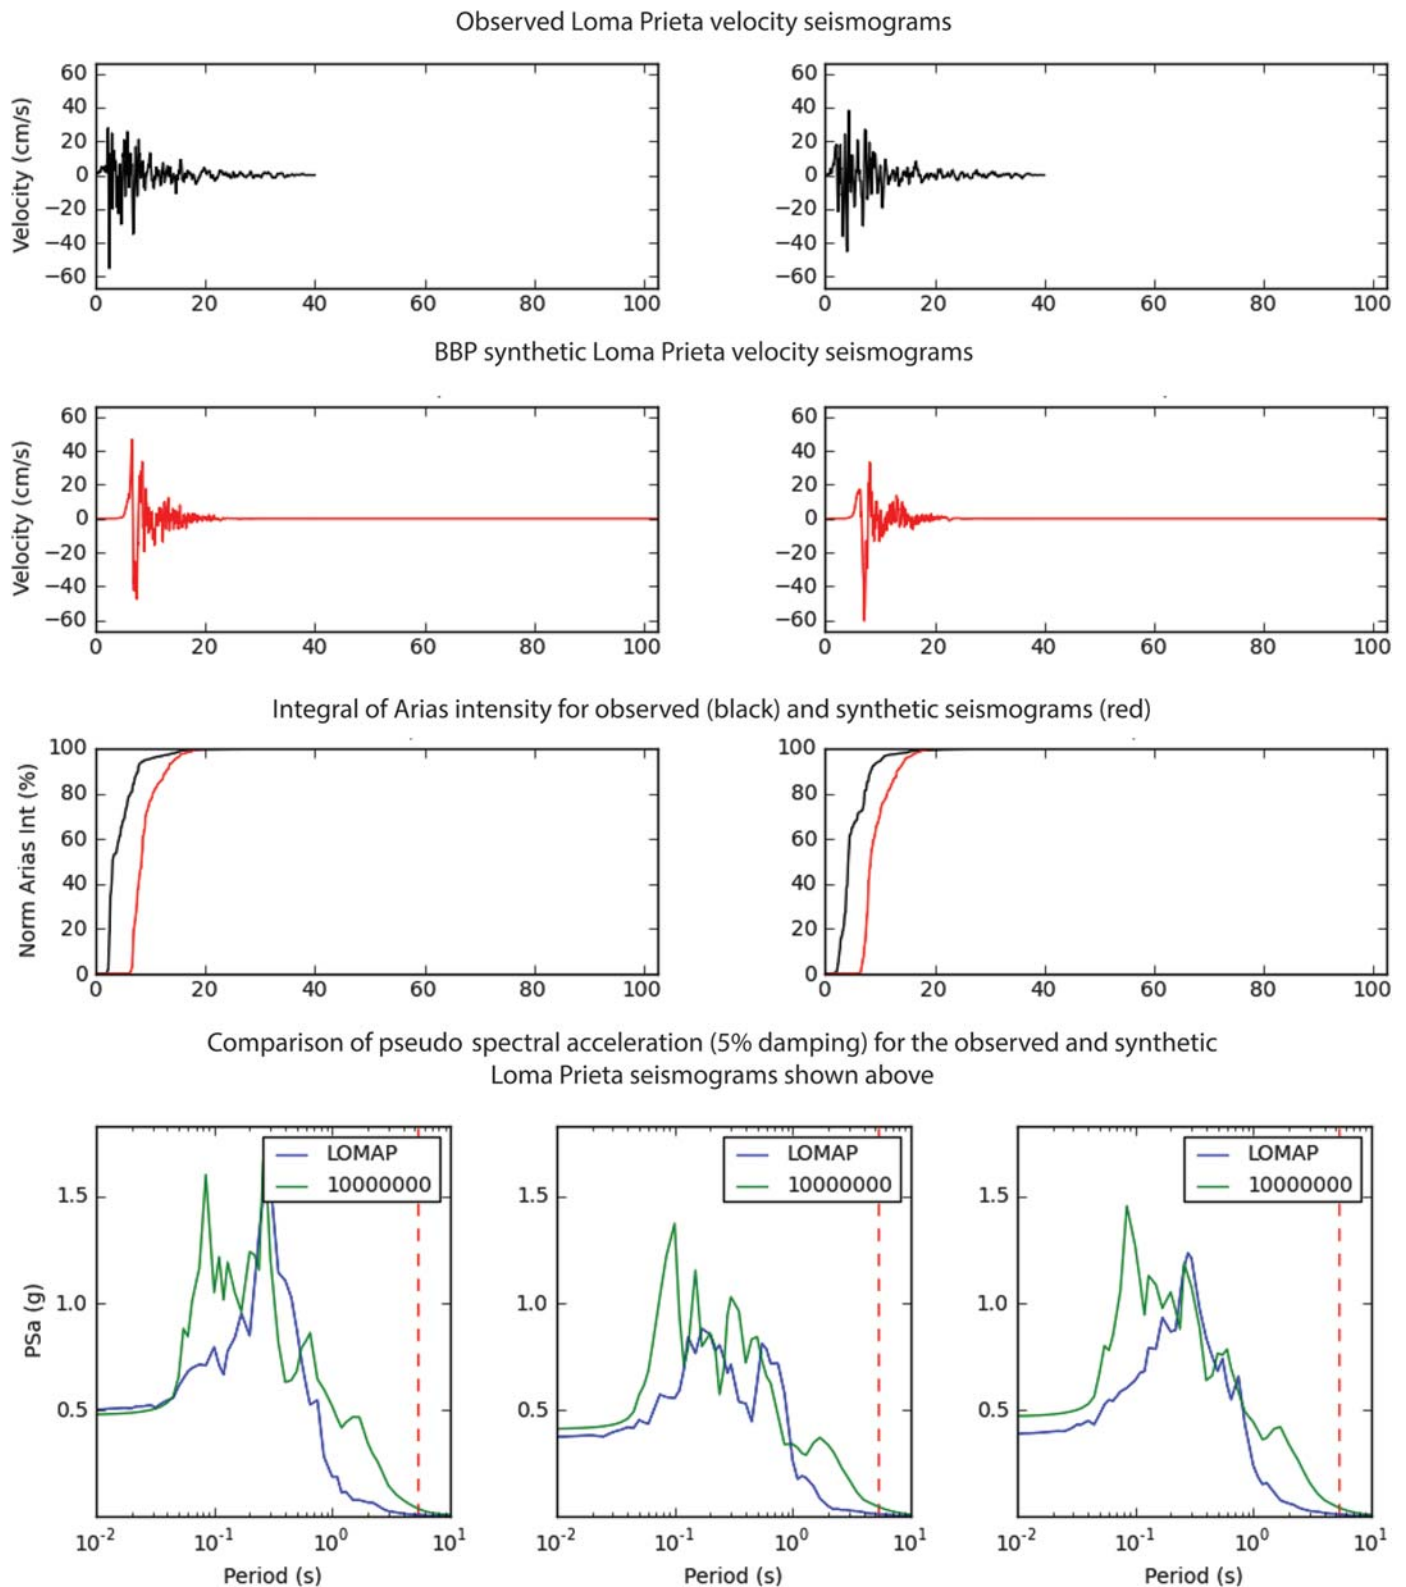 Observed Loma Prieta velocity seismograms
Velocity (cm/s)
60
40
20
0
−20
−40
−60
0 20 40 60 80 100
60
40
20
0
−20
−40
−60
0 20 40 60 80 100
BBP synthetic Loma Prieta velocity seismograms
Velocity (cm/s)
60
40
20
0
−20
−40
−60
0 20 40 60 80 100
60
40
20
0
−20
−40
−60
0 20 40 60 80 100
Integral of Arias intensity for observed (black) and synthetic seismograms (red)
Norm Arias Int (%)
100
80
60
40
20
0
0 20 40 60 80 100
100
80
60
40
20
0
0 20 40 60 80 100
Comparison of pseudo spectral acceleration (5% damping) for the observed and synthetic
Loma Prieta seismograms shown above
PSa (g)
1.5
1.0
0.5
LOMAP
10000000
10⁻² 10⁻¹ 10⁰ 10¹
Period (s)
1.5
1.0
0.5
LOMAP
10000000
10⁻² 10⁻¹ 10⁰ 10¹
Period (s)
1.5
1.0
0.5
LOMAP
10000000
10⁻² 10⁻¹ 10⁰ 10¹
Period (s)